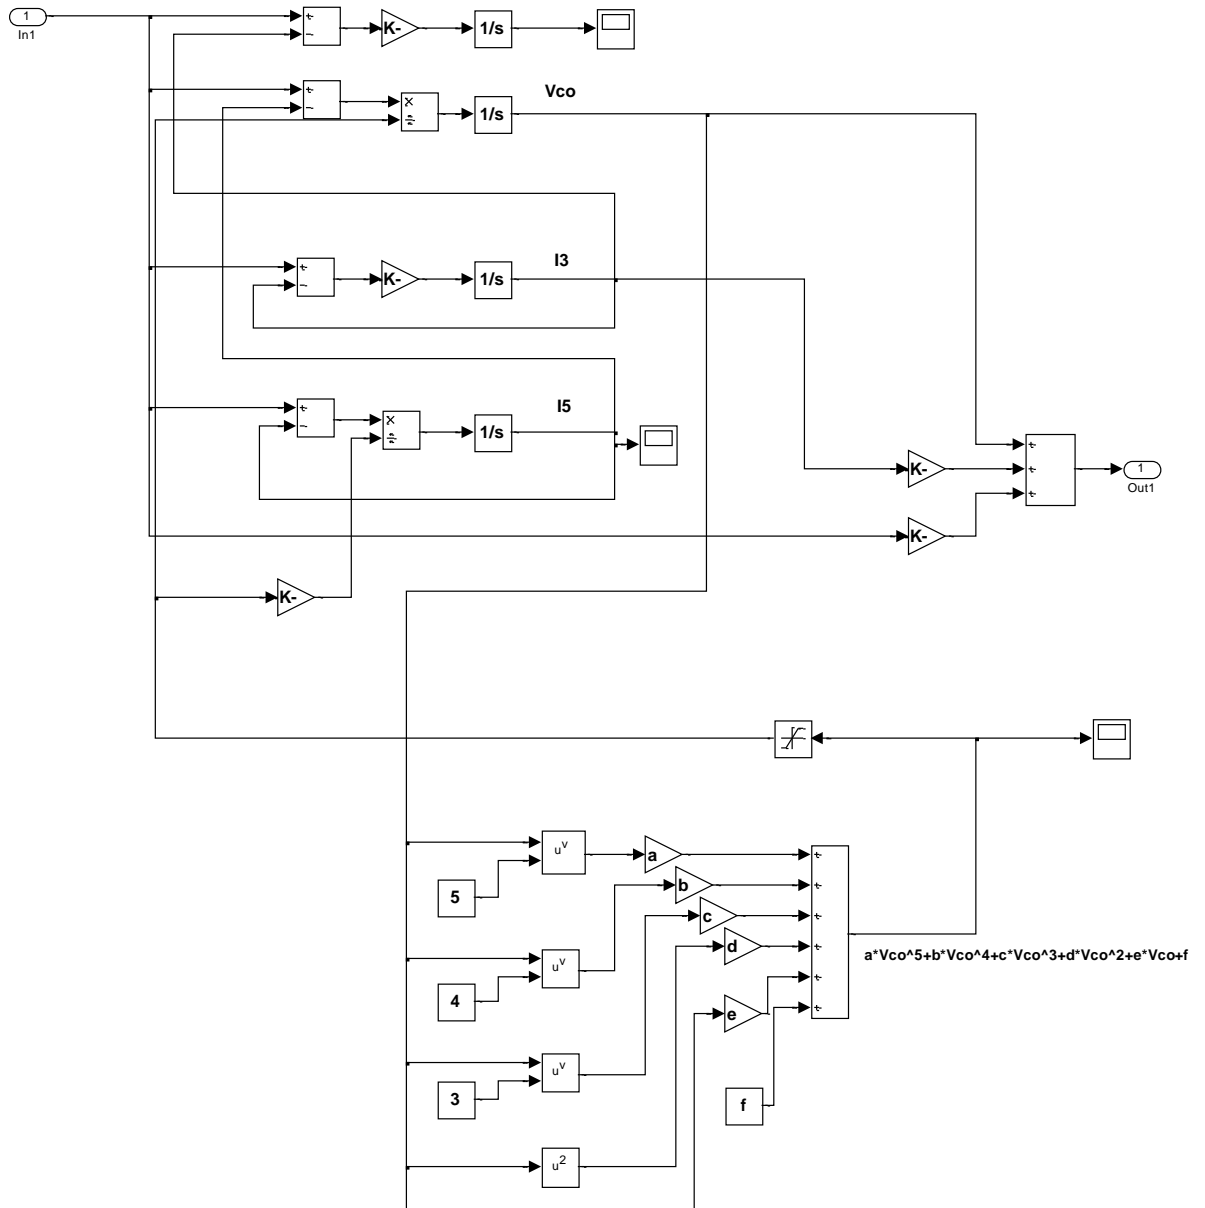 1
In1
+
−
K-
1/s
+
−
×
÷
1/s
Vco
+
−
K-
1/s
I3
+
−
×
÷
1/s
I5
K-
K-
+
+
+
1
Out1
K-
u^v
5
a
+
b
+
c
+
d
+
+
+
u^v
4
e
a*Vco^5+b*Vco^4+c*Vco^3+d*Vco^2+e*Vco+f
u^v
3
f
u²